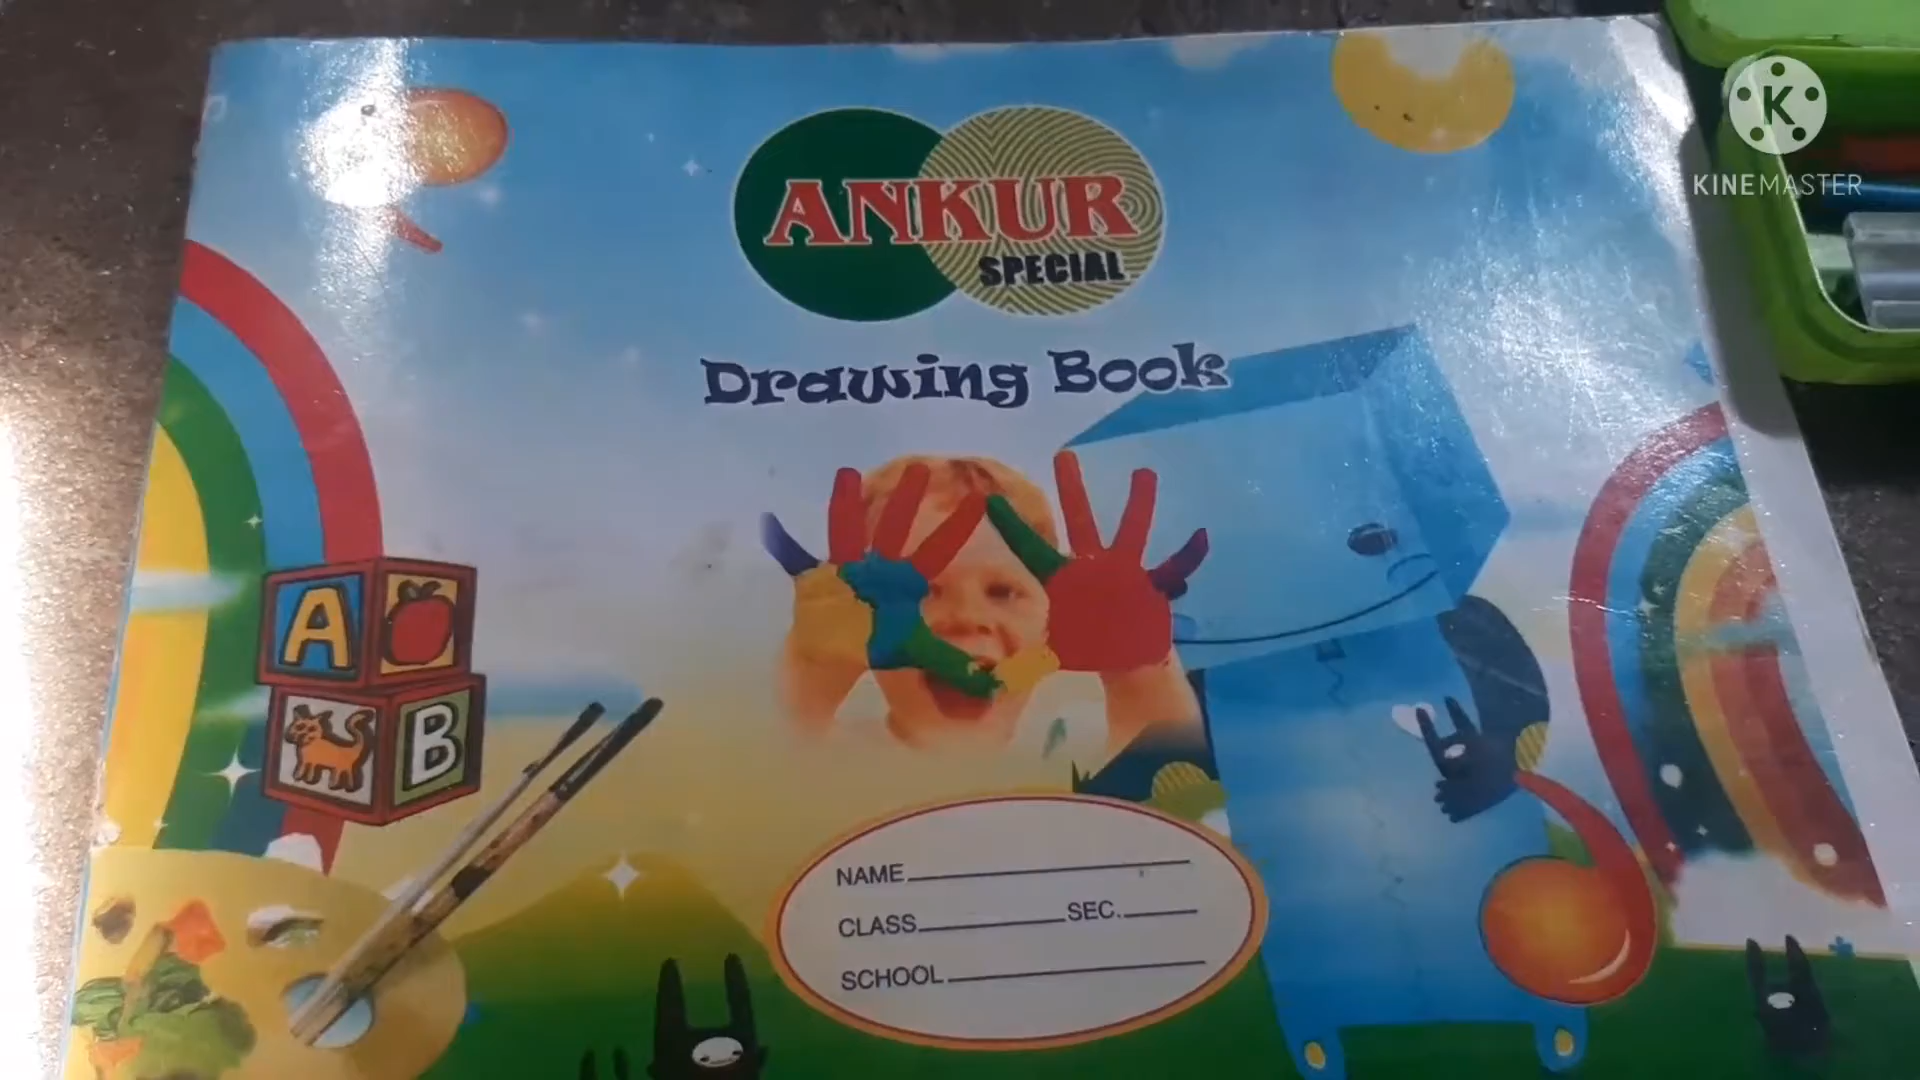 ANKUR
SPECIAL
Drawing Book
K
KINEMASTER
A
B
NAME
CLASS SEC.
SCHOOL